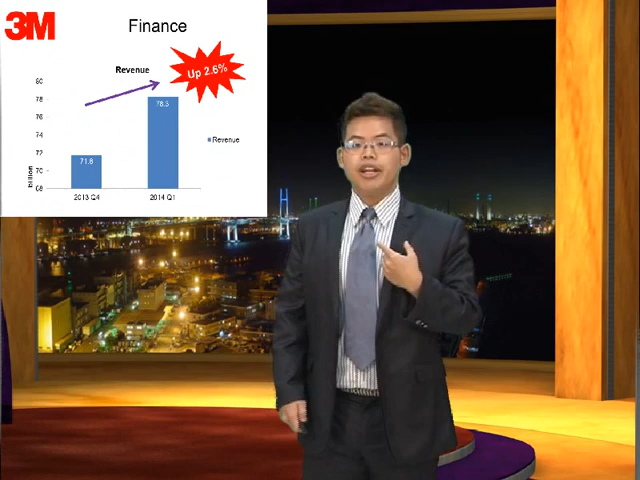 3M
Finance
Revenue
Up 2.6%
80
78
76
74
72
70
68
Billion
71.8
78.3
2013 Q4
2014 Q1
Revenue